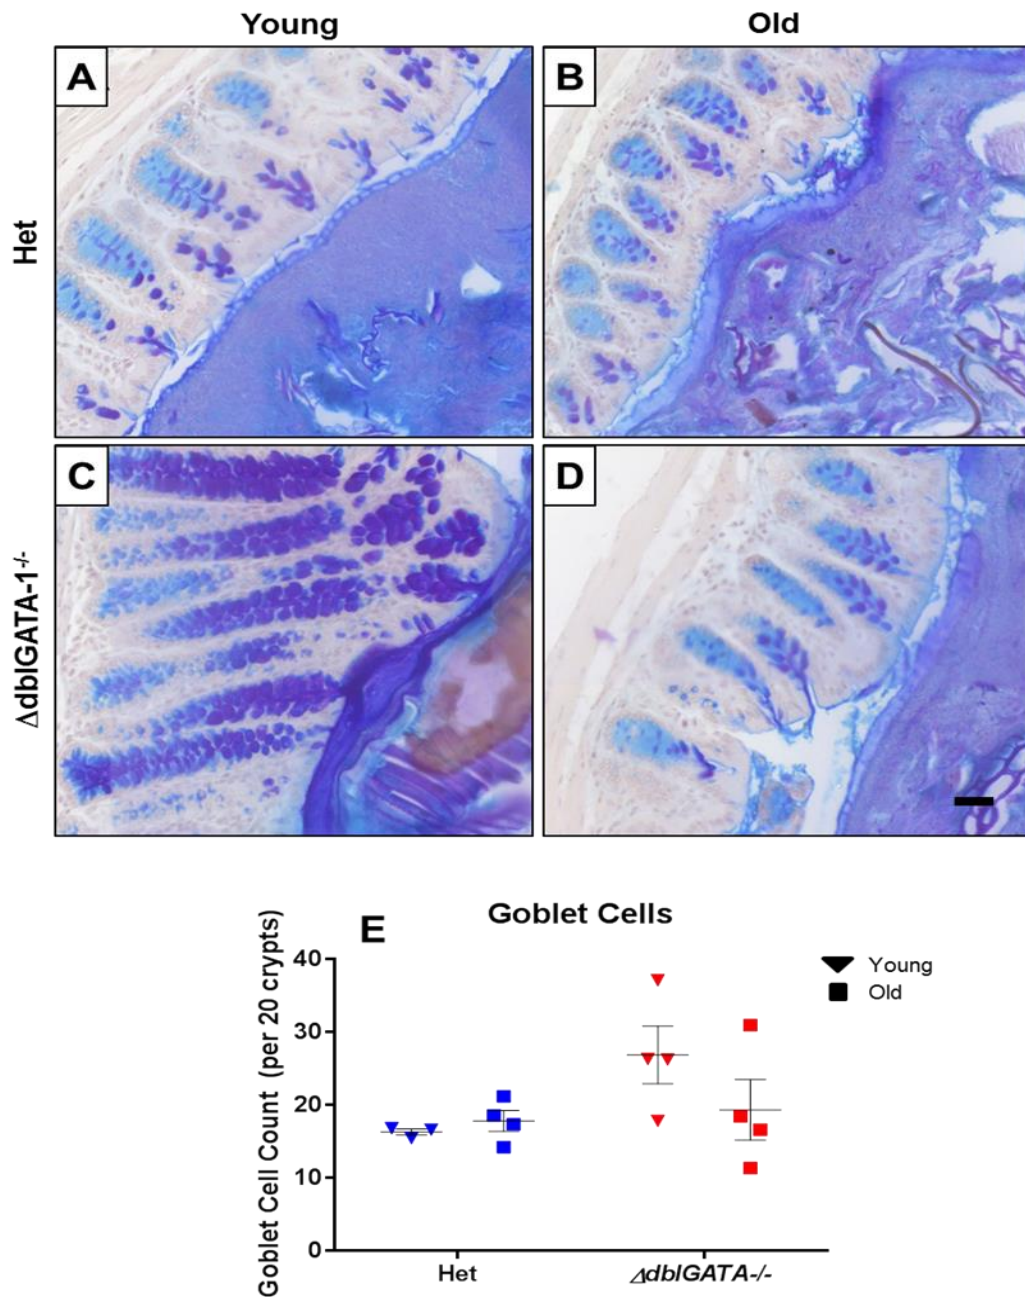 Young Old
A B
Het
C D
ΔdblGATA-1-/-
E Goblet Cells
Goblet Cell Count (per 20 crypts)
40
30
20
10
0
Young
Old
Het ΔdblGATA-/-